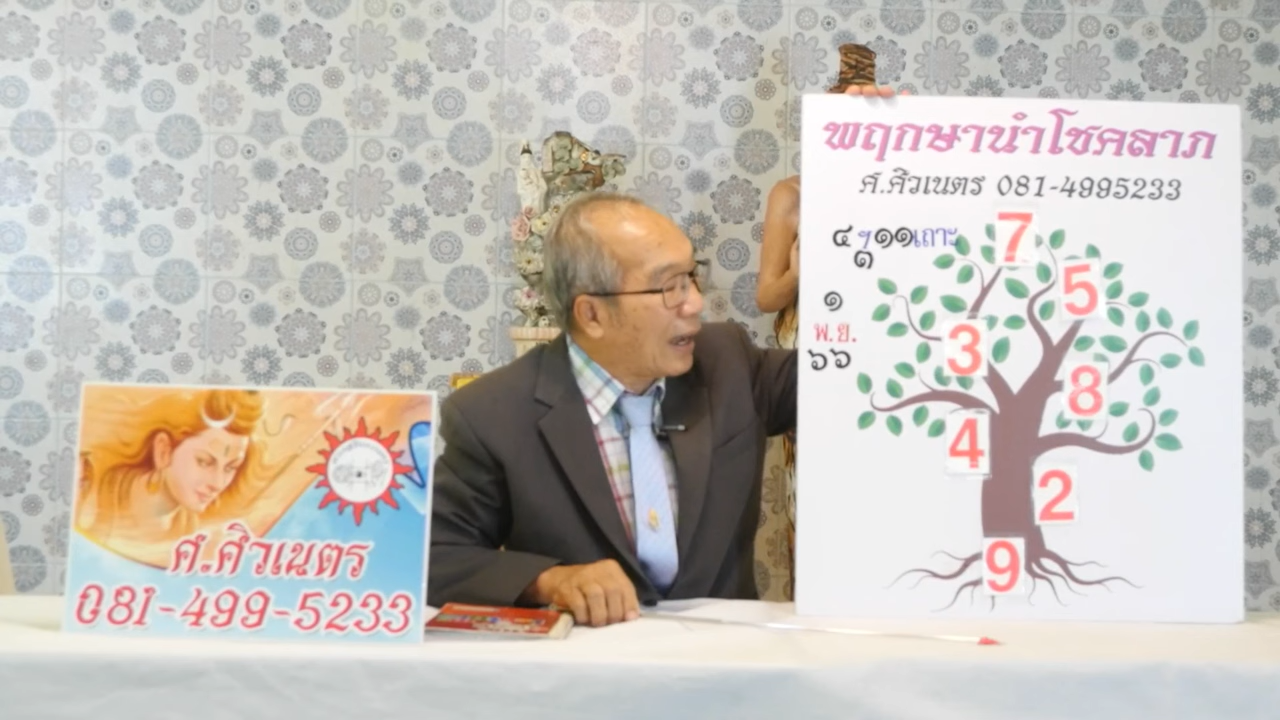 พฤกษานำโชคลาภ
ศ.ศิวเนตร 081-4995233
๔ ฯ ๑๑ เถาะ
๑
๑
พ.ย.
๖๖
7
5
3
8
4
2
9
ศ.ศิวเนตร
081-499-5233